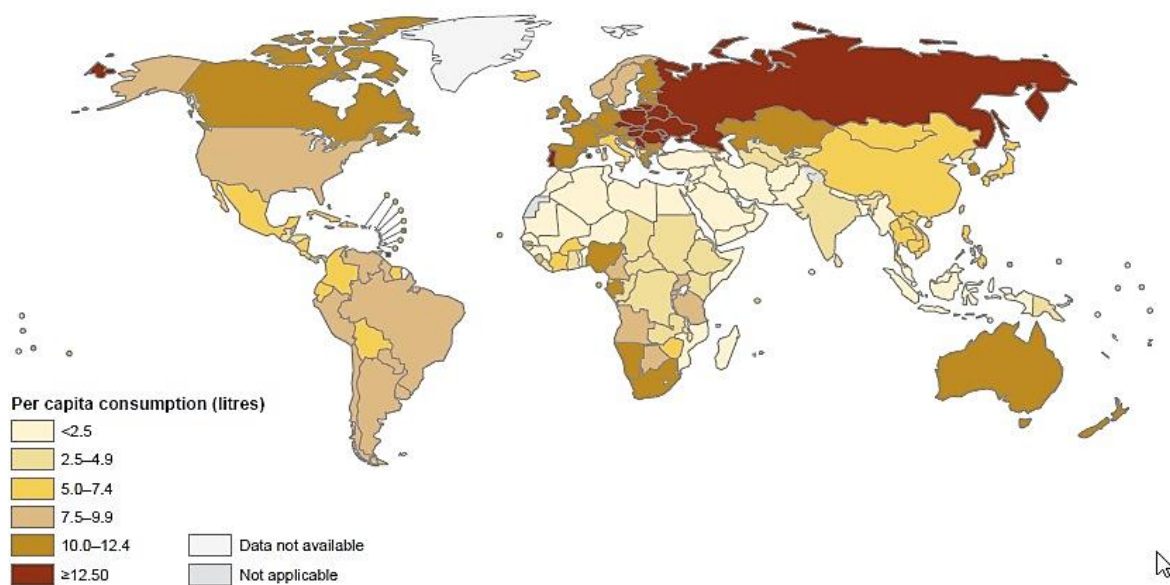 Per capita consumption (litres)
<2.5
2.5–4.9
5.0–7.4
7.5–9.9
10.0–12.4
≥12.50
Data not available
Not applicable